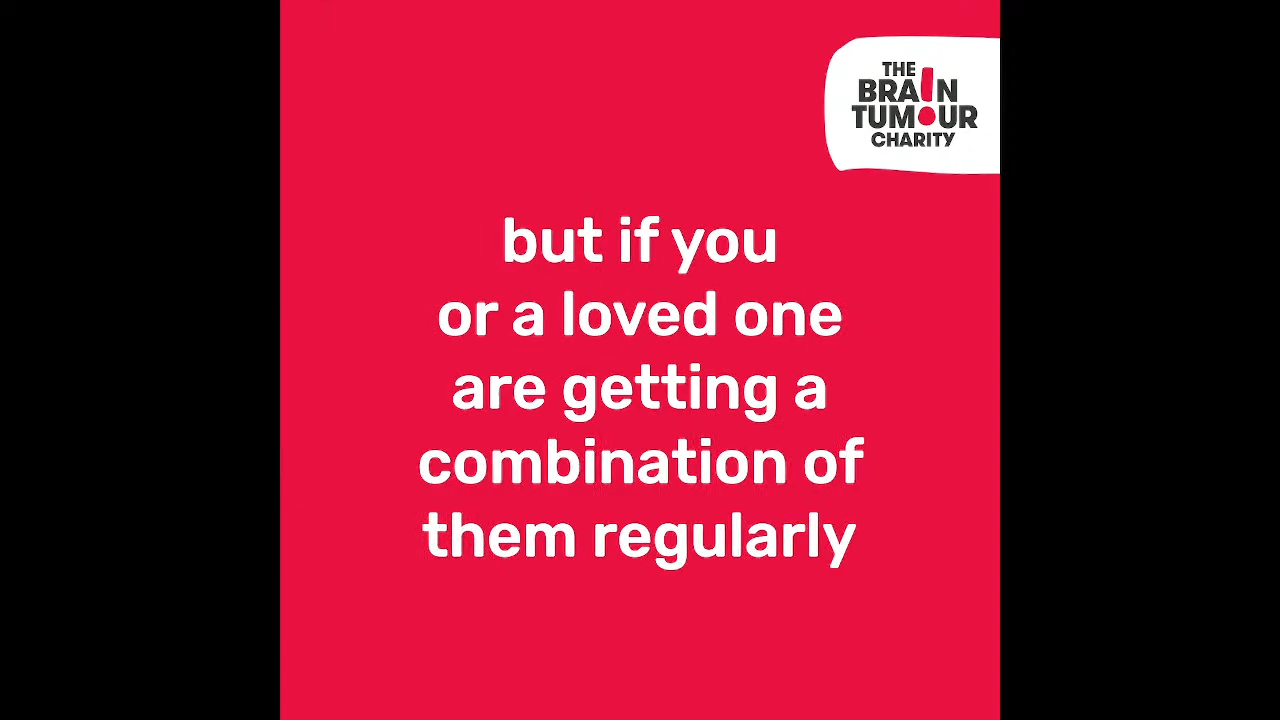 THE
BRAIN
TUMOUR
CHARITY
but if you
or a loved one
are getting a
combination of
them regularly